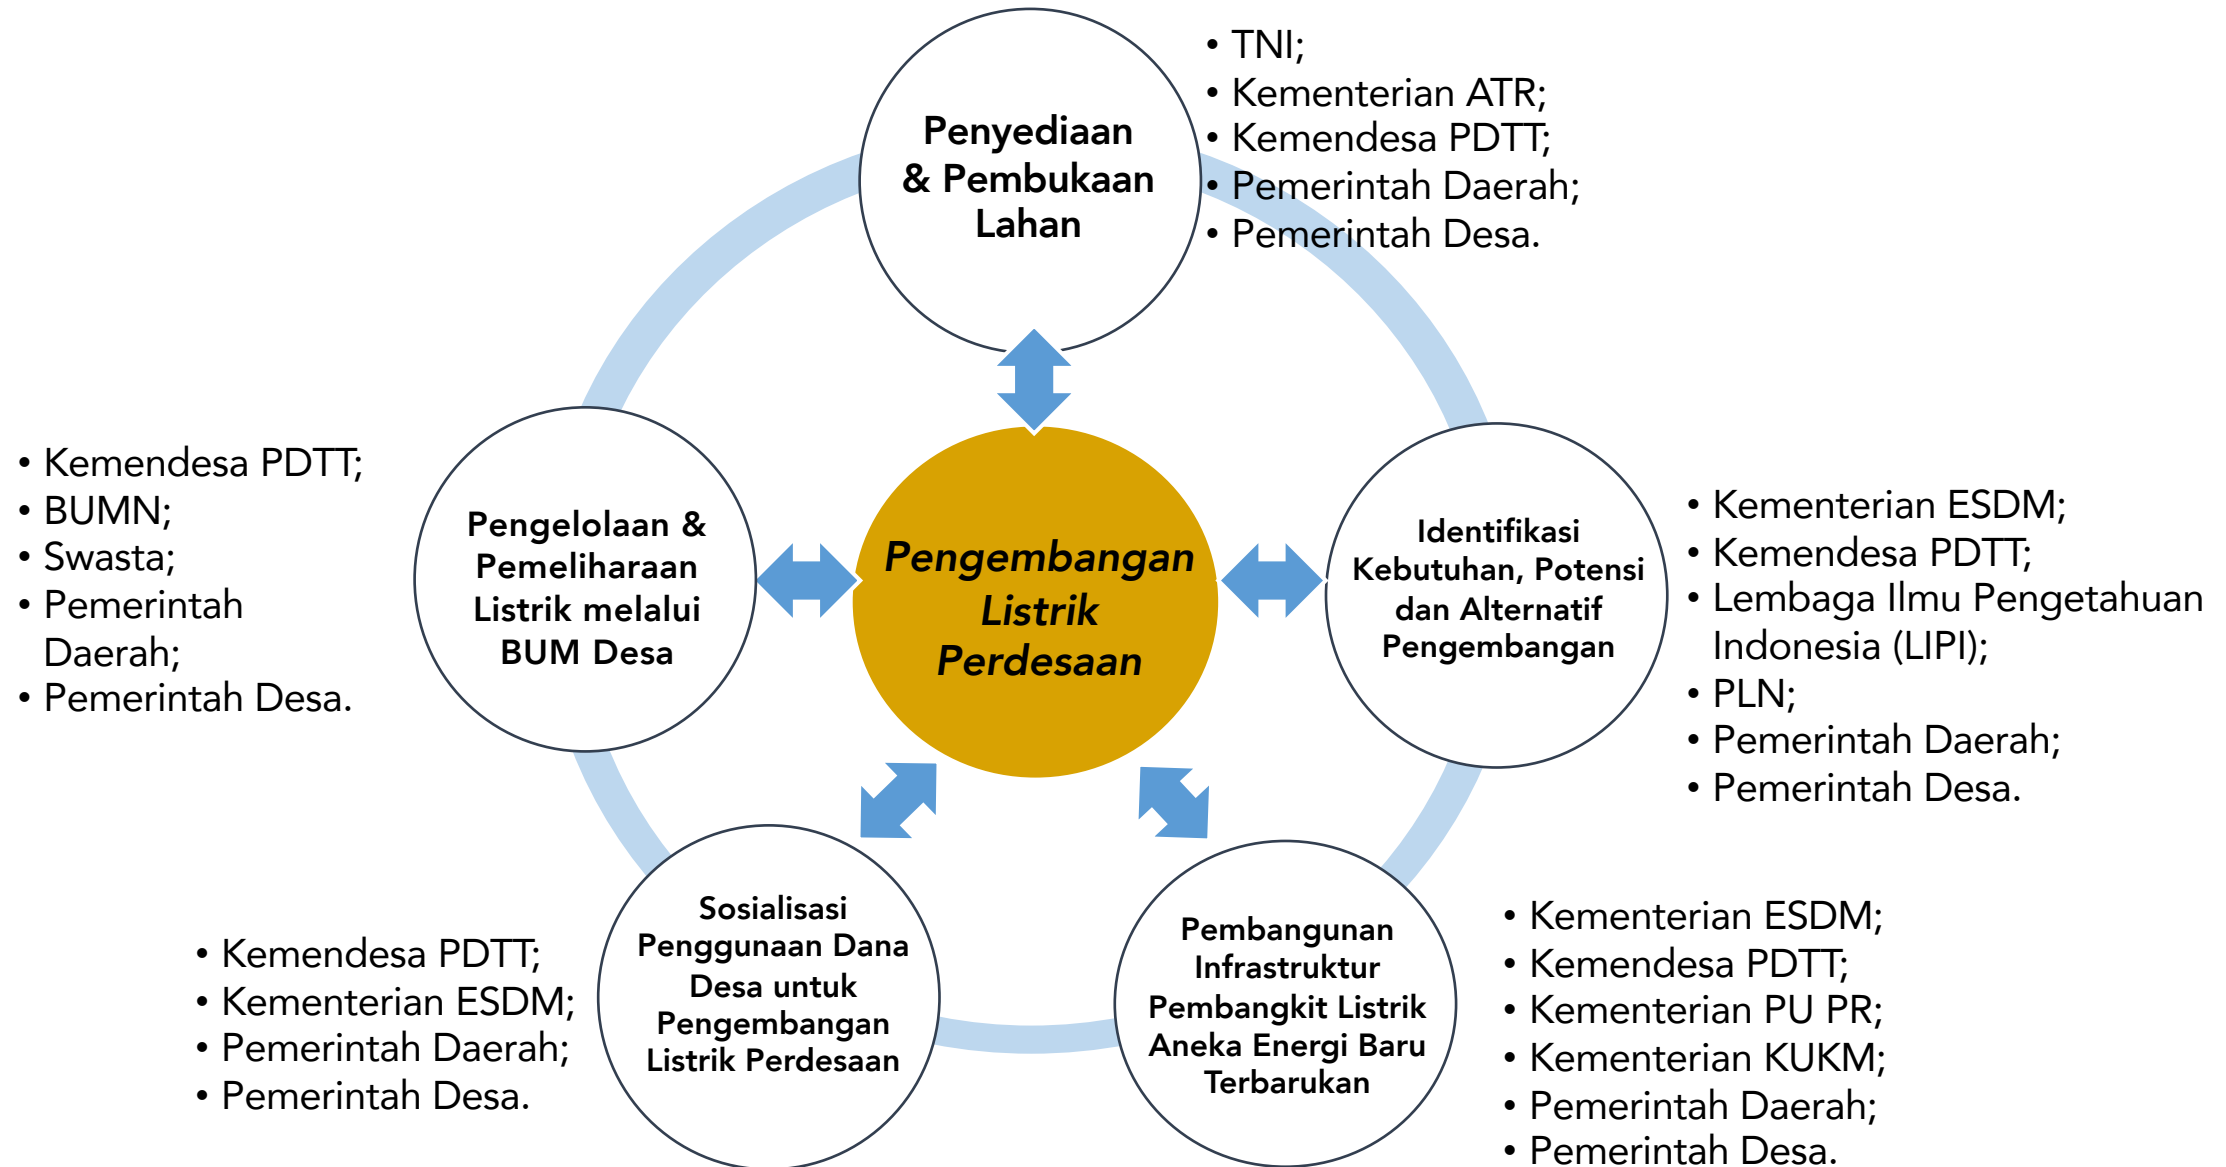 Penyediaan
& Pembukaan
Lahan
• TNI;
• Kementerian ATR;
• Kemendesa PDTT;
• Pemerintah Daerah;
• Pemerintah Desa.
Pengembangan
Listrik
Perdesaan
Identifikasi
Kebutuhan, Potensi
dan Alternatif
Pengembangan
• Kementerian ESDM;
• Kemendesa PDTT;
• Lembaga Ilmu Pengetahuan
Indonesia (LIPI);
• PLN;
• Pemerintah Daerah;
• Pemerintah Desa.
Pembangunan
Infrastruktur
Pembangkit Listrik
Aneka Energi Baru
Terbarukan
• Kementerian ESDM;
• Kemendesa PDTT;
• Kementerian PU PR;
• Kementerian KUKM;
• Pemerintah Daerah;
• Pemerintah Desa.
Sosialisasi
Penggunaan Dana
Desa untuk
Pengembangan
Listrik Perdesaan
• Kemendesa PDTT;
• Kementerian ESDM;
• Pemerintah Daerah;
• Pemerintah Desa.
Pengelolaan &
Pemeliharaan
Listrik melalui
BUM Desa
• Kemendesa PDTT;
• BUMN;
• Swasta;
• Pemerintah
Daerah;
• Pemerintah Desa.